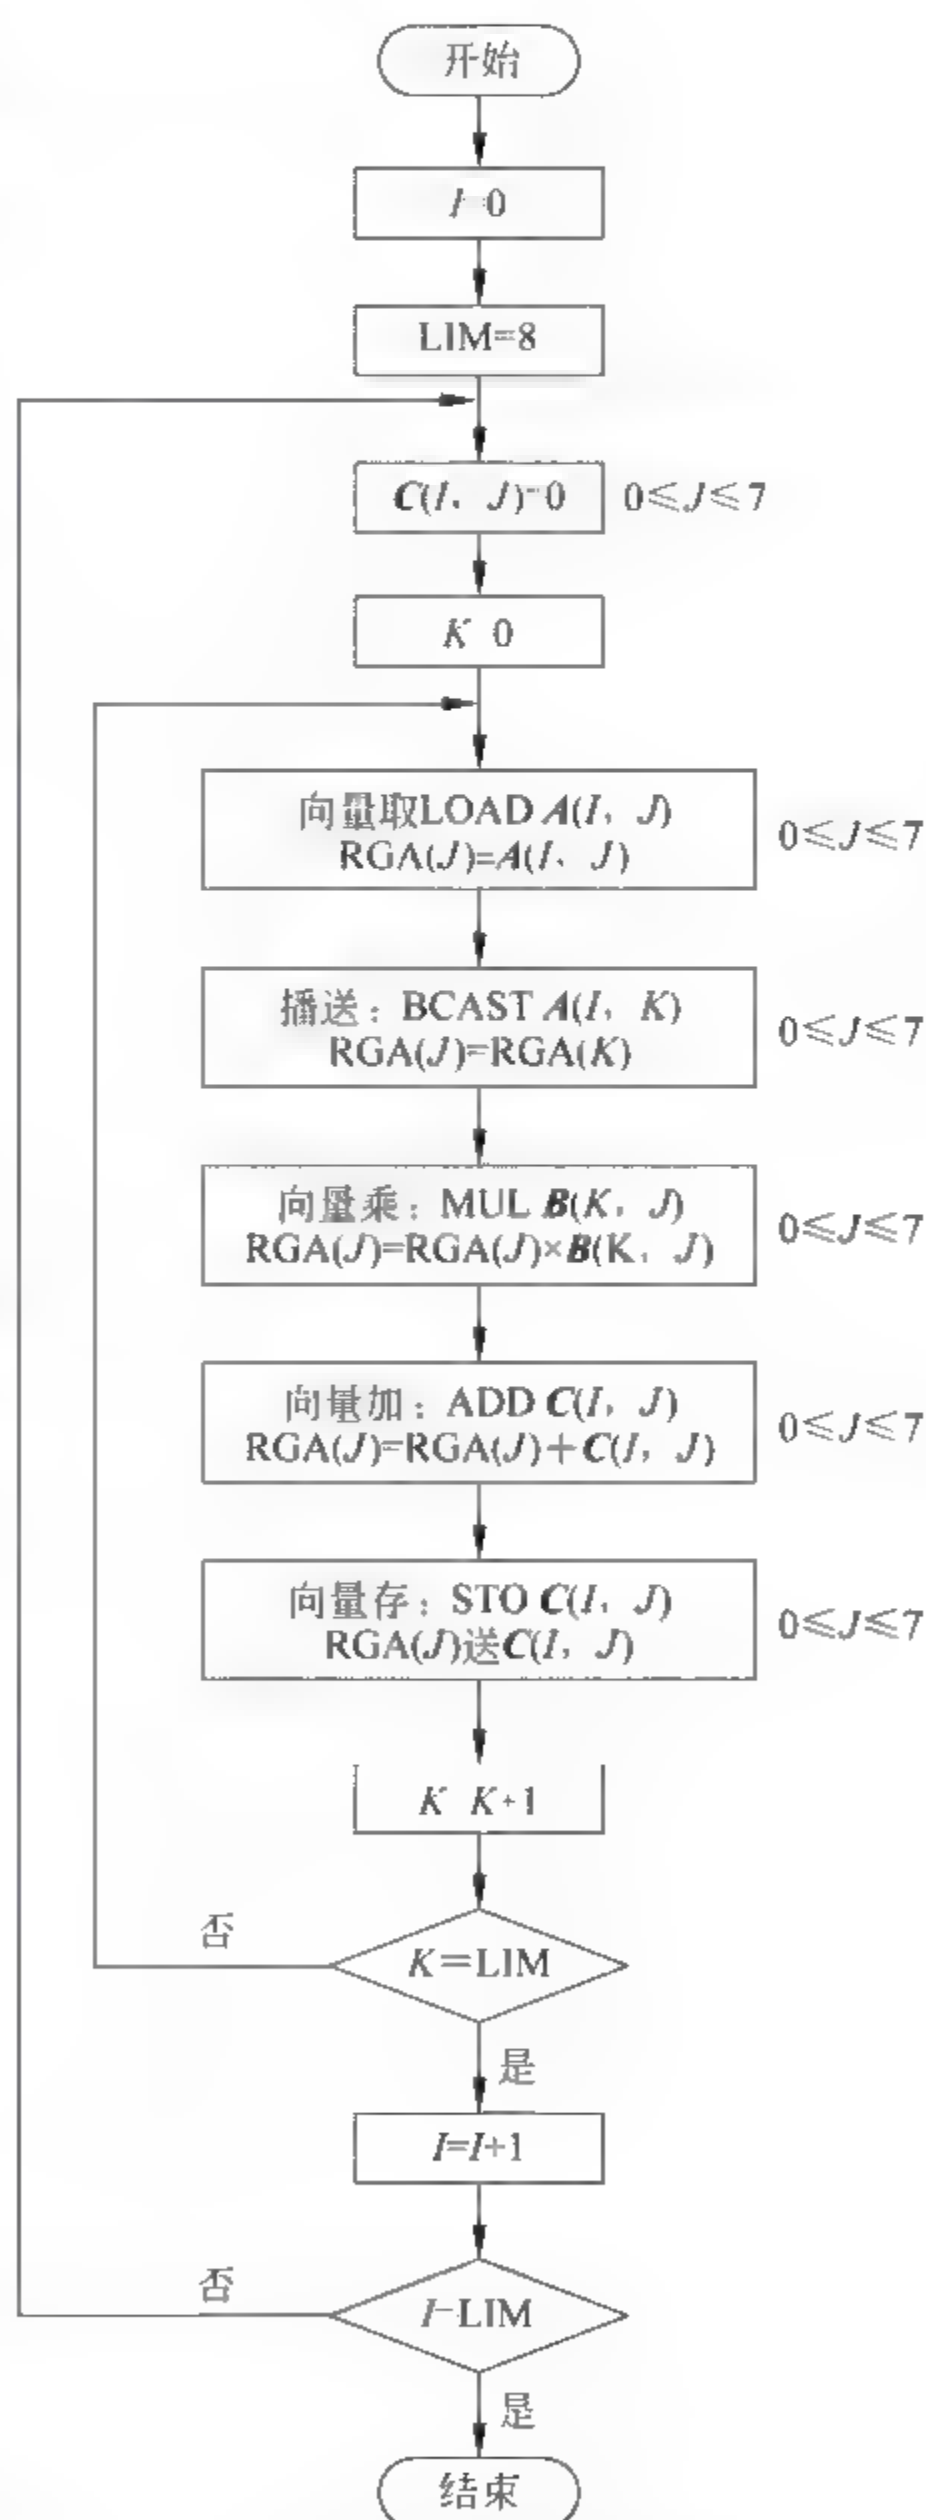 开始
I=0
LIM=8
C(I, J)=0 0≤J≤7
K=0
向量取LOAD A(I, J)
RGA(J)=A(I, J) 0≤J≤7
播送：BCAST A(I, K)
RGA(J)=RGA(K) 0≤J≤7
向量乘：MUL B(K, J)
RGA(J)=RGA(J)×B(K, J) 0≤J≤7
向量加：ADD C(I, J)
RGA(J)=RGA(J)+C(I, J) 0≤J≤7
向量存：STO C(I, J)
RGA(J)送C(I, J) 0≤J≤7
K=K+1
否
K=LIM
是
I=I+1
否
I=LIM
是
结束